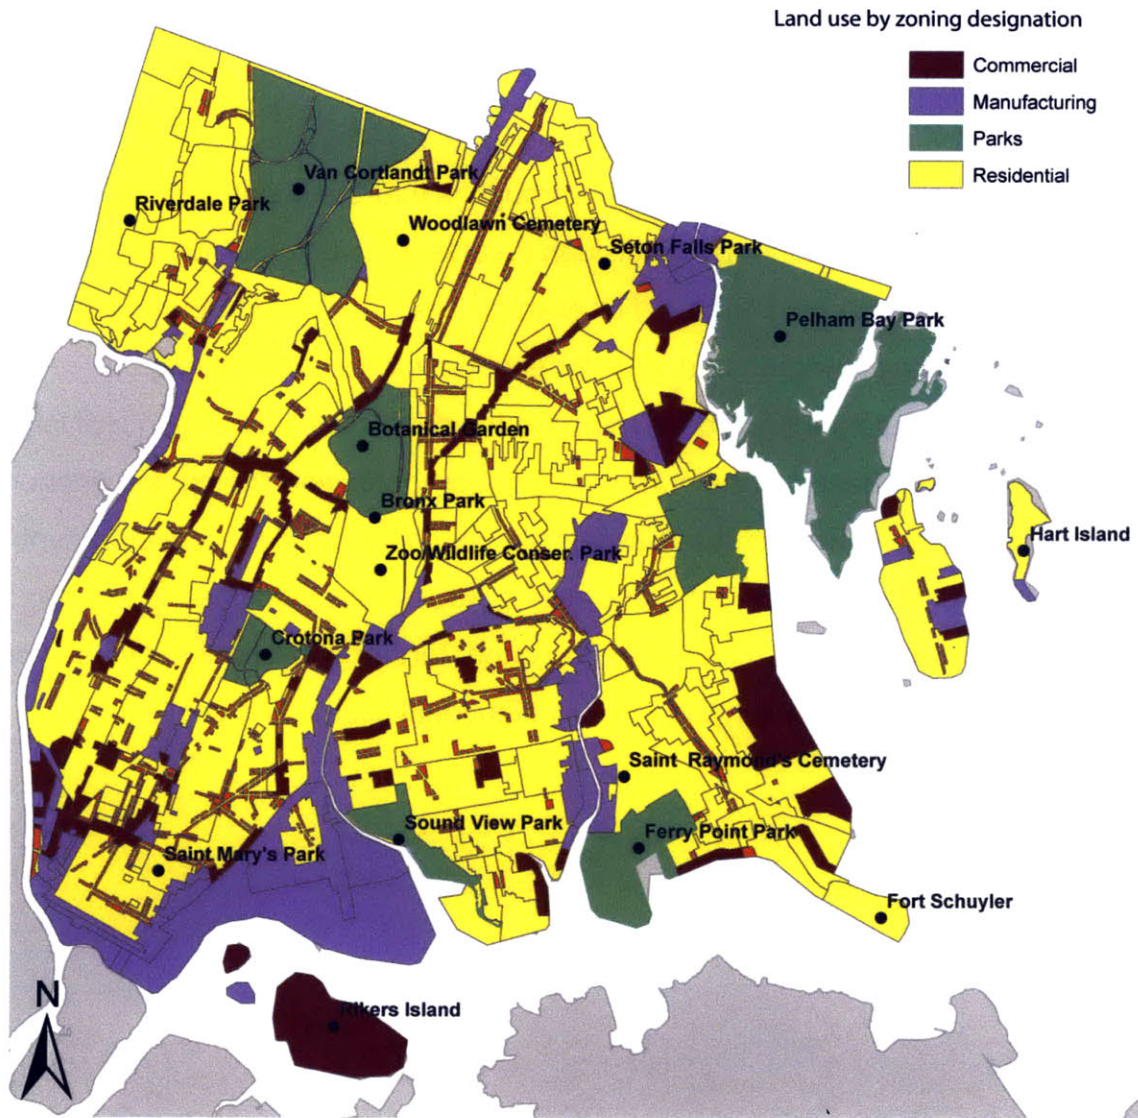 Land use by zoning designation
Commercial
Manufacturing
Parks
Residential
Van Cortlandt Park
Riverdale Park
Woodlawn Cemetery
Seton Falls Park
Pelham Bay Park
Botanical Garden
Bronx Park
Hart Island
Zoo/Wildlife Conser. Park
Crotona Park
Saint Raymond's Cemetery
Sound View Park
Ferry Point Park
Saint Mary's Park
Fort Schuyler
N
Rikers Island